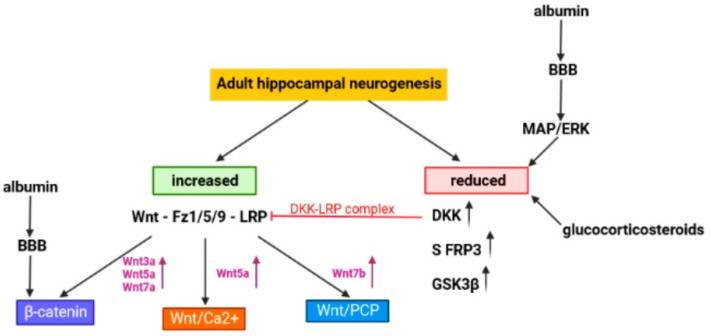 albumin
BBB
Adult hippocampal neurogenesis
MAP/ERK
increased
reduced
albumin
Wnt - Fz1/5/9 - LRP
DKK-LRP complex
DKK
glucocorticosteroids
BBB
S FRP3
Wnt3a
Wnt5a
Wnt7a
Wnt5a
Wnt7b
GSK3β
β-catenin
Wnt/Ca2+
Wnt/PCP